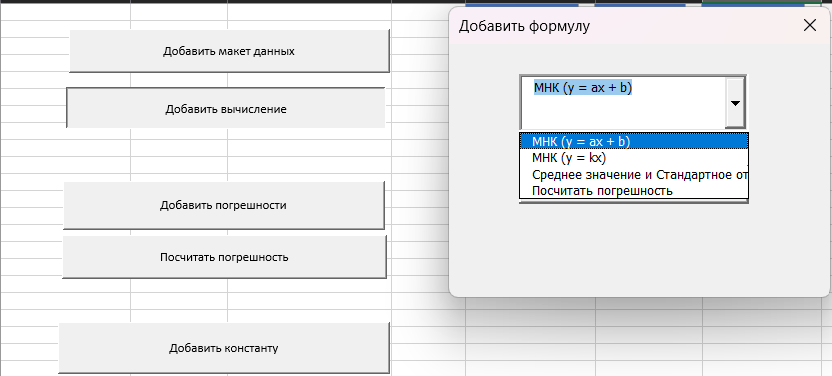 Добавить макет данных
Добавить вычисление
Добавить погрешности
Посчитать погрешность
Добавить константу
Добавить формулу
МНК (y = ax + b)
МНК (y = ax + b)
МНК (y = kx)
Среднее значение и Стандартное от
Посчитать погрешность